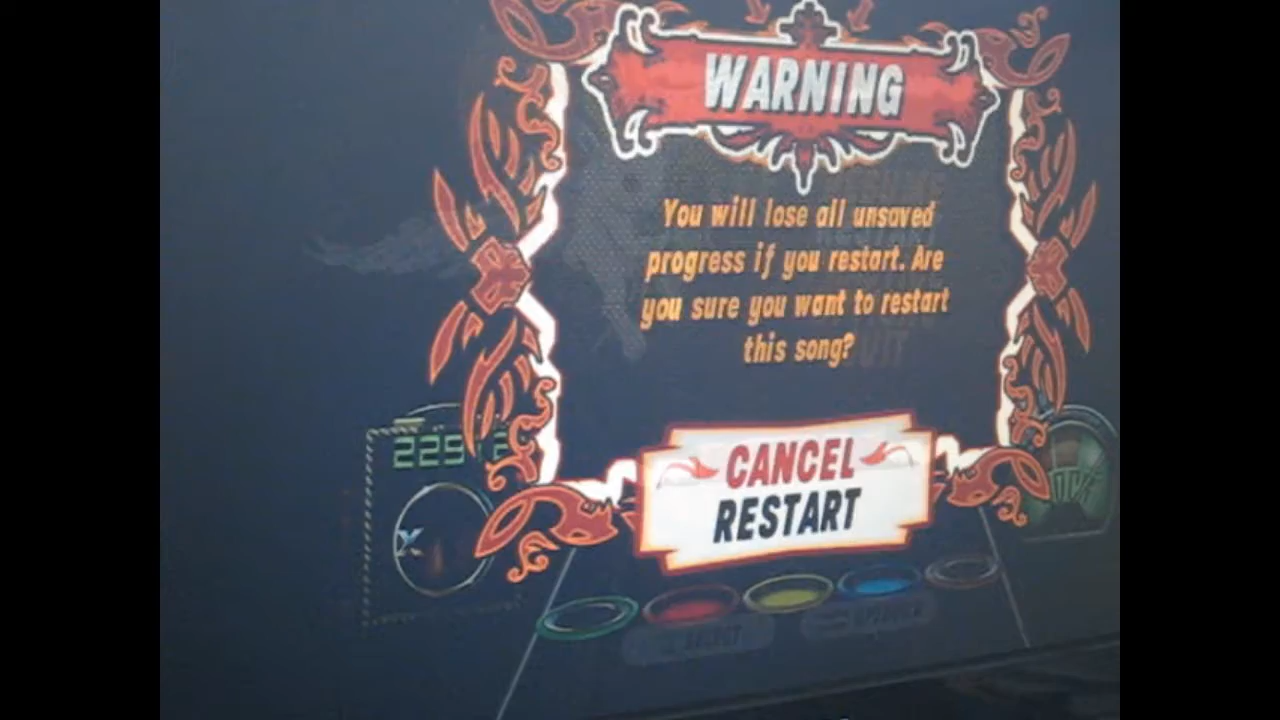 WARNING
You will lose all unsaved
progress if you restart. Are
you sure you want to restart
this song?
CANCEL
RESTART
X